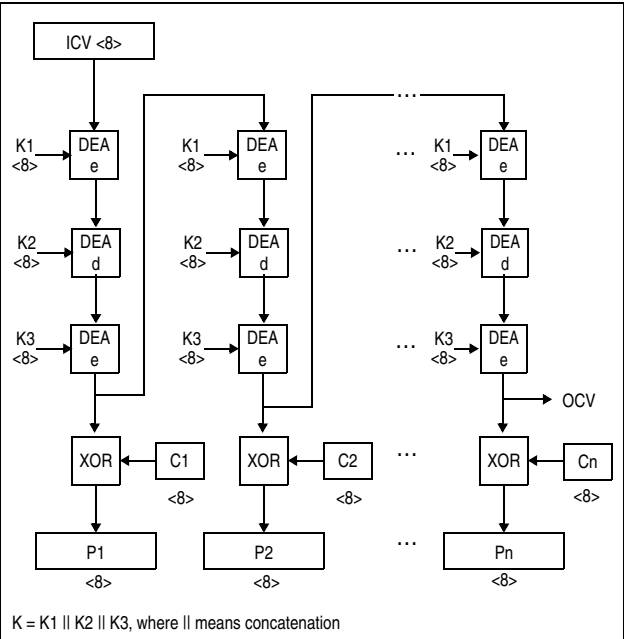 ICV <8>
...
K1 <8>
DEA e
K1 <8>
DEA e
... K1 <8>
DEA e
K2 <8>
DEA d
K2 <8>
DEA d
... K2 <8>
DEA d
K3 <8>
DEA e
K3 <8>
DEA e
... K3 <8>
DEA e
OCV
XOR
C1
<8>
XOR
C2
<8>
...
XOR
Cn
<8>
P1
<8>
P2
<8>
...
Pn
<8>
K = K1 || K2 || K3, where || means concatenation